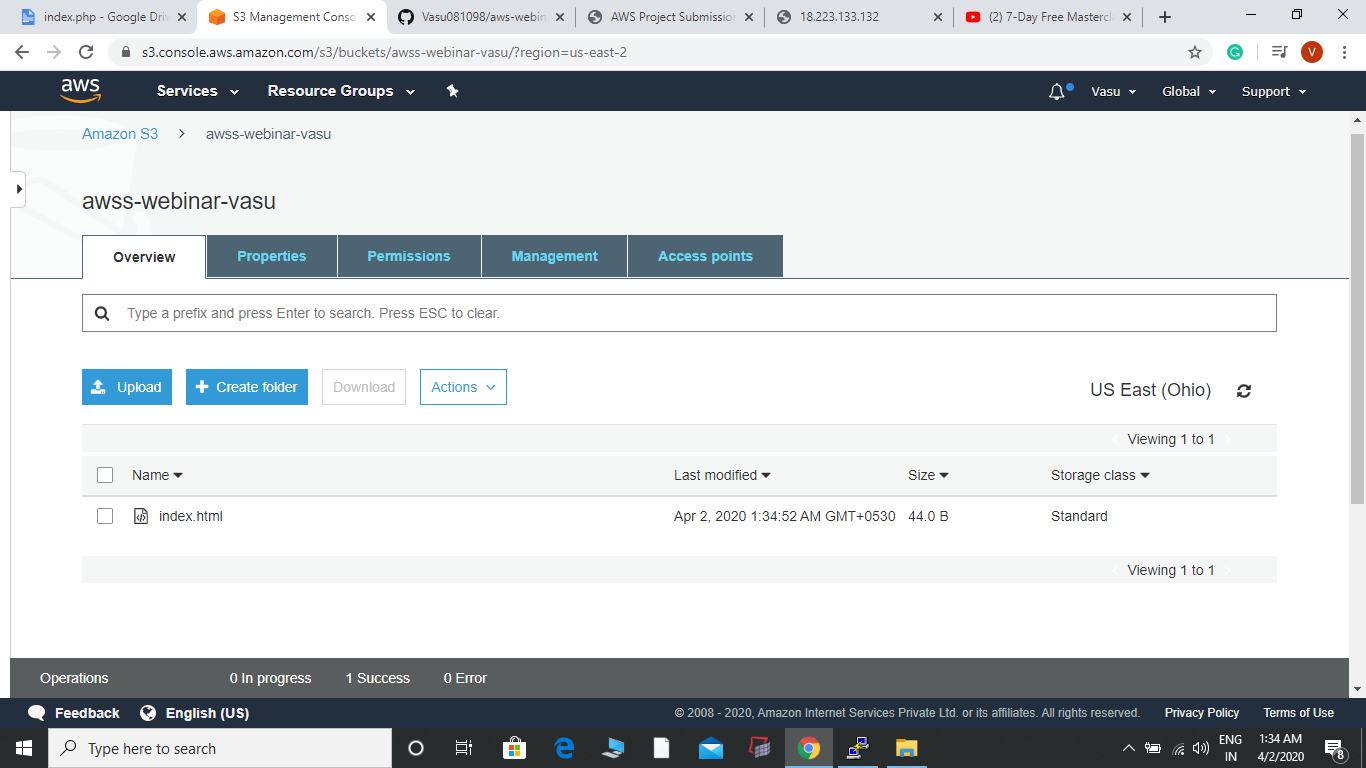 index.php - Google Driv
S3 Management Conso
Vasu081098/aws-webin
AWS Project Submission
18.223.133.132
(2) 7-Day Free Mastercl
s3.console.aws.amazon.com/s3/buckets/awss-webinar-vasu/?region=us-east-2
V
aws
Services
Resource Groups
Vasu
Global
Support
Amazon S3 > awss-webinar-vasu
awss-webinar-vasu
Overview
Properties
Permissions
Management
Access points
Type a prefix and press Enter to search. Press ESC to clear.
Upload
+ Create folder
Download
Actions
US East (Ohio)
Viewing 1 to 1
Name
Last modified
Size
Storage class
index.html
Apr 2, 2020 1:34:52 AM GMT+0530
44.0 B
Standard
Viewing 1 to 1
Operations
0 In progress
1 Success
0 Error
Feedback
English (US)
© 2008 - 2020, Amazon Internet Services Private Ltd. or its affiliates. All rights reserved.
Privacy Policy
Terms of Use
Type here to search
ENG
IN
1:34 AM
4/2/2020
8